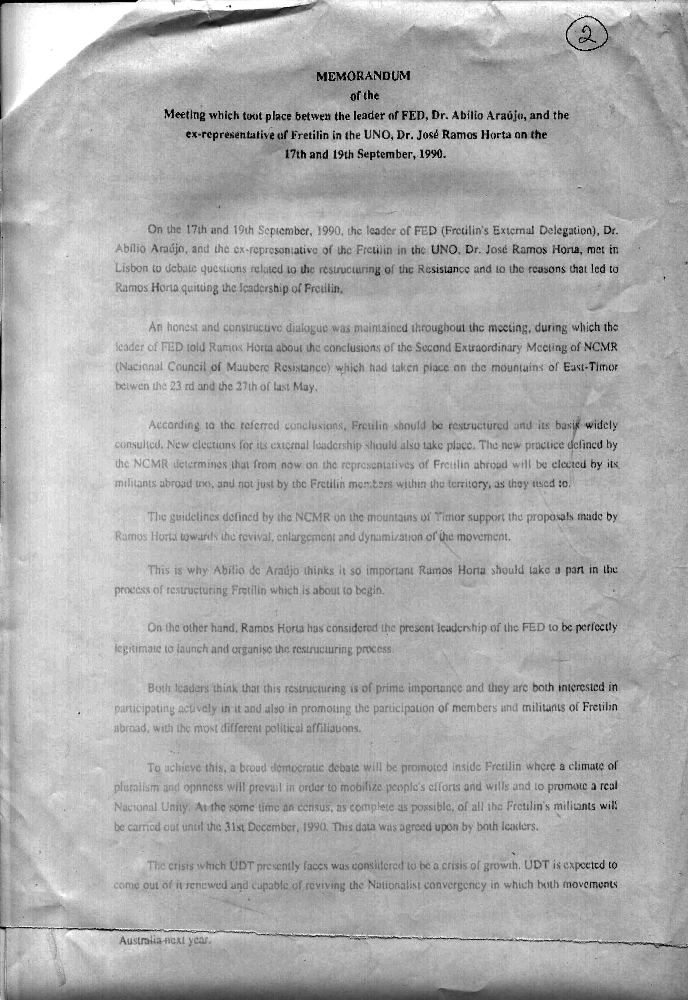 2
MEMORANDUM
of the
Meeting which toot place betwen the leader of FED, Dr. Abílio Araújo, and the
ex-representative of Fretilin in the UNO, Dr. José Ramos Horta on the
17th and 19th September, 1990.
On the 17th and 19th September, 1990, the leader of FED (Fretilin's External Delegation), Dr.
Abílio Araújo, and the ex-representative of the Fretilin in the UNO, Dr. José Ramos Horta, met in
Lisbon to debate questions related to the restructuring of the Resistance and to the reasons that led to
Ramos Horta quitting the leadership of Fretilin.
An honest and constructive dialogue was maintained throughout the meeting, during which the
leader of FED told Ramos Horta about the conclusions of the Second Extraordinary Meeting of NCMR
(Nacional Council of Maubere Resistance) which had taken place on the mountains of East-Timor
betwen the 23 rd and the 27th of last May.
According to the referred conclusions, Fretilin should be restructured and its basis widely
consulted. New elections for its external leadership should also take place. The new practice defined by
the NCMR determines that from now on the representatives of Fretilin abroad will be elected by its
militants abroad too, and not just by the Fretilin members within the territory, as they used to.
The guidelines defined by the NCMR on the mountains of Timor support the proposals made by
Ramos Horta towards the revival, enlargement and dynamization of the movement.
This is why Abilio de Araújo thinks it so important Ramos Horta should take a part in the
process of restructuring Fretilin which is about to begin.
On the other hand, Ramos Horta has considered the present leadership of the FED to be perfectly
legitimate to launch and organise the restructuring process.
Both leaders think that this restructuring is of prime importance and they are both interested in
participating actively in it and also in promoting the participation of members and militants of Fretilin
abroad, with the most different political affiliations.
To achieve this, a broad democratic debate will be promoted inside Fretilin where a climate of
pluralism and opnness will prevail in order to mobilize people's efforts and wills and to promote a real
Nacional Unity. At the some time an census, as complete as possible, of all the Fretilin's militants will
be carried out until the 31st December, 1990. This data was agreed upon by both leaders.
The crisis which UDT presently faces was considered to be a crisis of growth. UDT is expected to
come out of it renewed and capable of reviving the Nationalist convergency in which both movements
Australia next year.